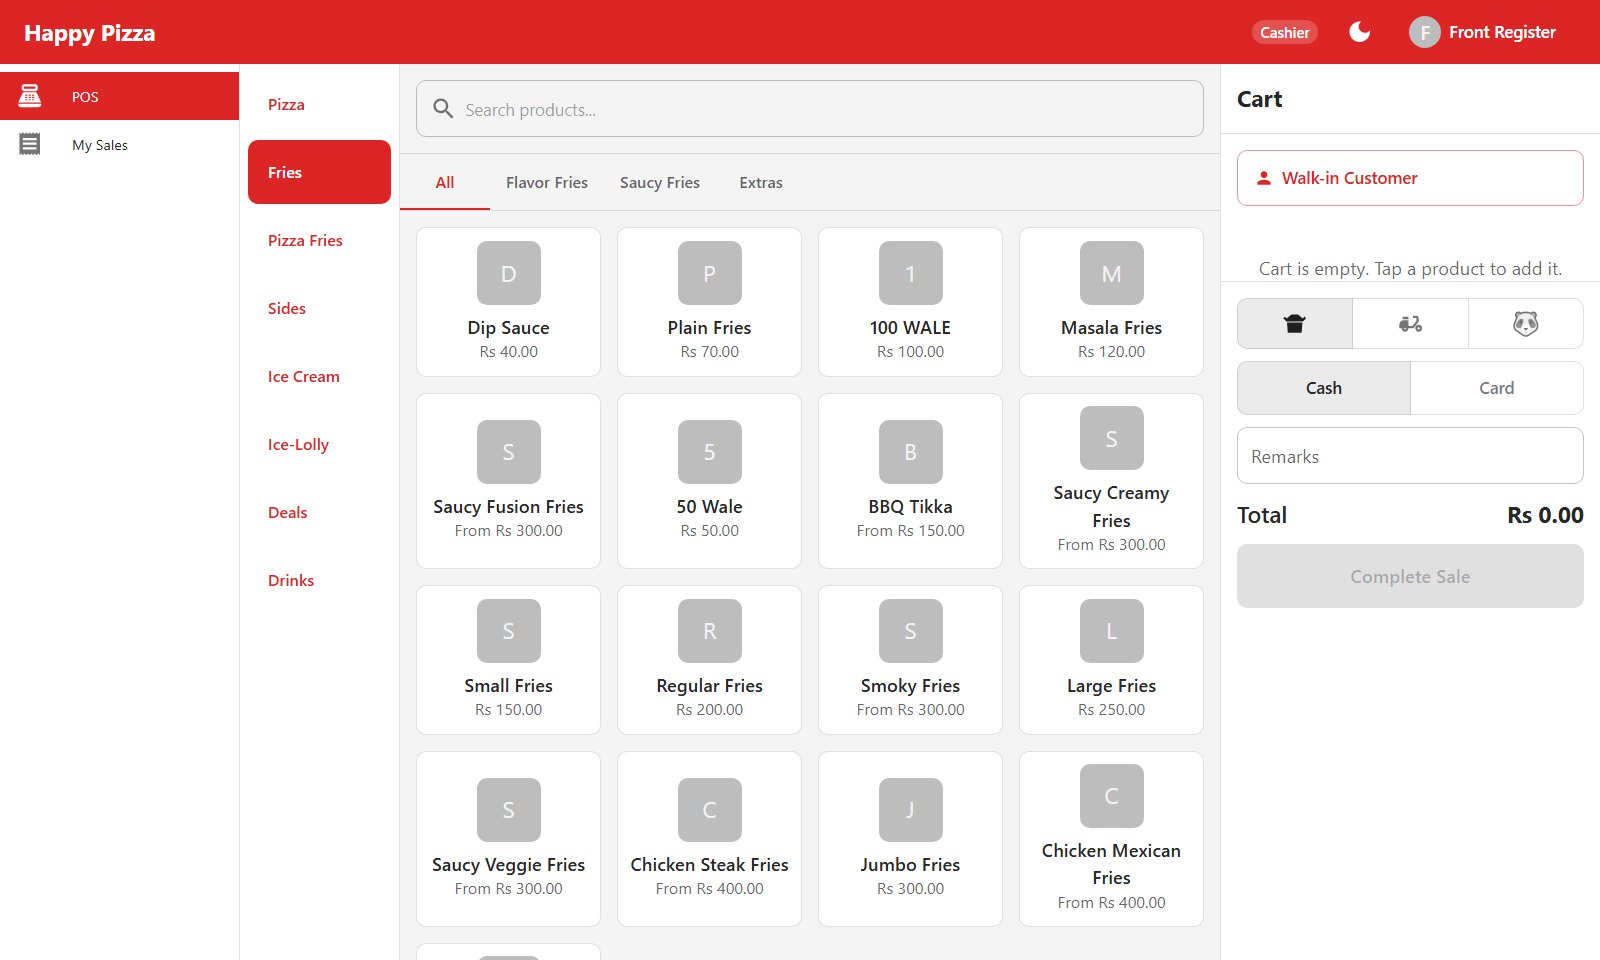 Happy Pizza
Cashier
F
Front Register
POS
My Sales
Pizza
Fries
Pizza Fries
Sides
Ice Cream
Ice-Lolly
Deals
Drinks
Search products...
All
Flavor Fries
Saucy Fries
Extras
D
Dip Sauce
Rs 40.00
P
Plain Fries
Rs 70.00
1
100 WALE
Rs 100.00
M
Masala Fries
Rs 120.00
S
Saucy Fusion Fries
From Rs 300.00
5
50 Wale
Rs 50.00
B
BBQ Tikka
From Rs 150.00
S
Saucy Creamy
Fries
From Rs 300.00
S
Small Fries
Rs 150.00
R
Regular Fries
Rs 200.00
S
Smoky Fries
From Rs 300.00
L
Large Fries
Rs 250.00
S
Saucy Veggie Fries
From Rs 300.00
C
Chicken Steak Fries
From Rs 400.00
J
Jumbo Fries
Rs 300.00
C
Chicken Mexican
Fries
From Rs 400.00
Cart
Walk-in Customer
Cart is empty. Tap a product to add it.
Cash
Card
Remarks
Total
Rs 0.00
Complete Sale